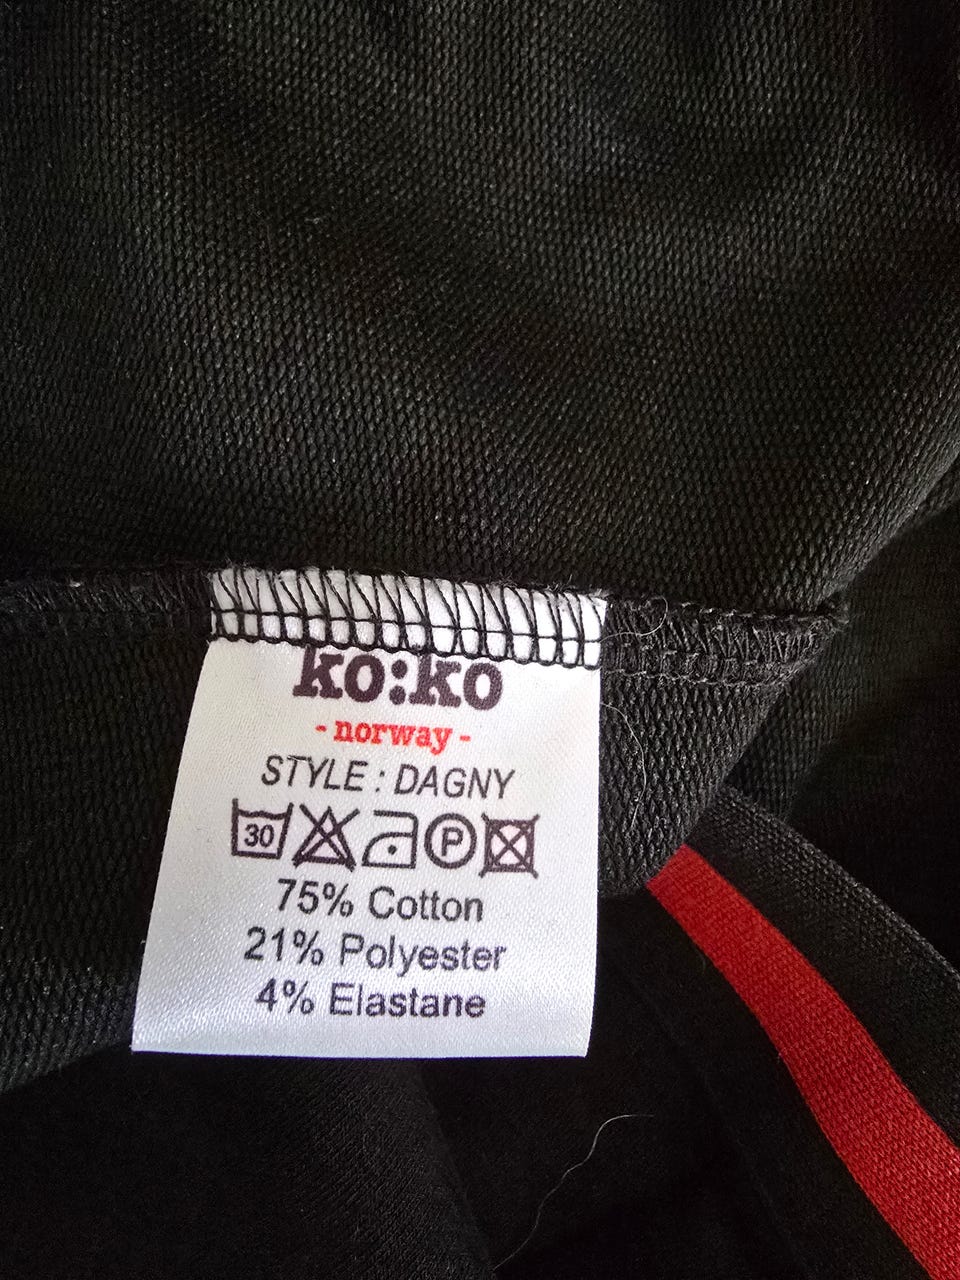 ko:ko
- norway -
STYLE : DAGNY
30 P
75% Cotton
21% Polyester
4% Elastane